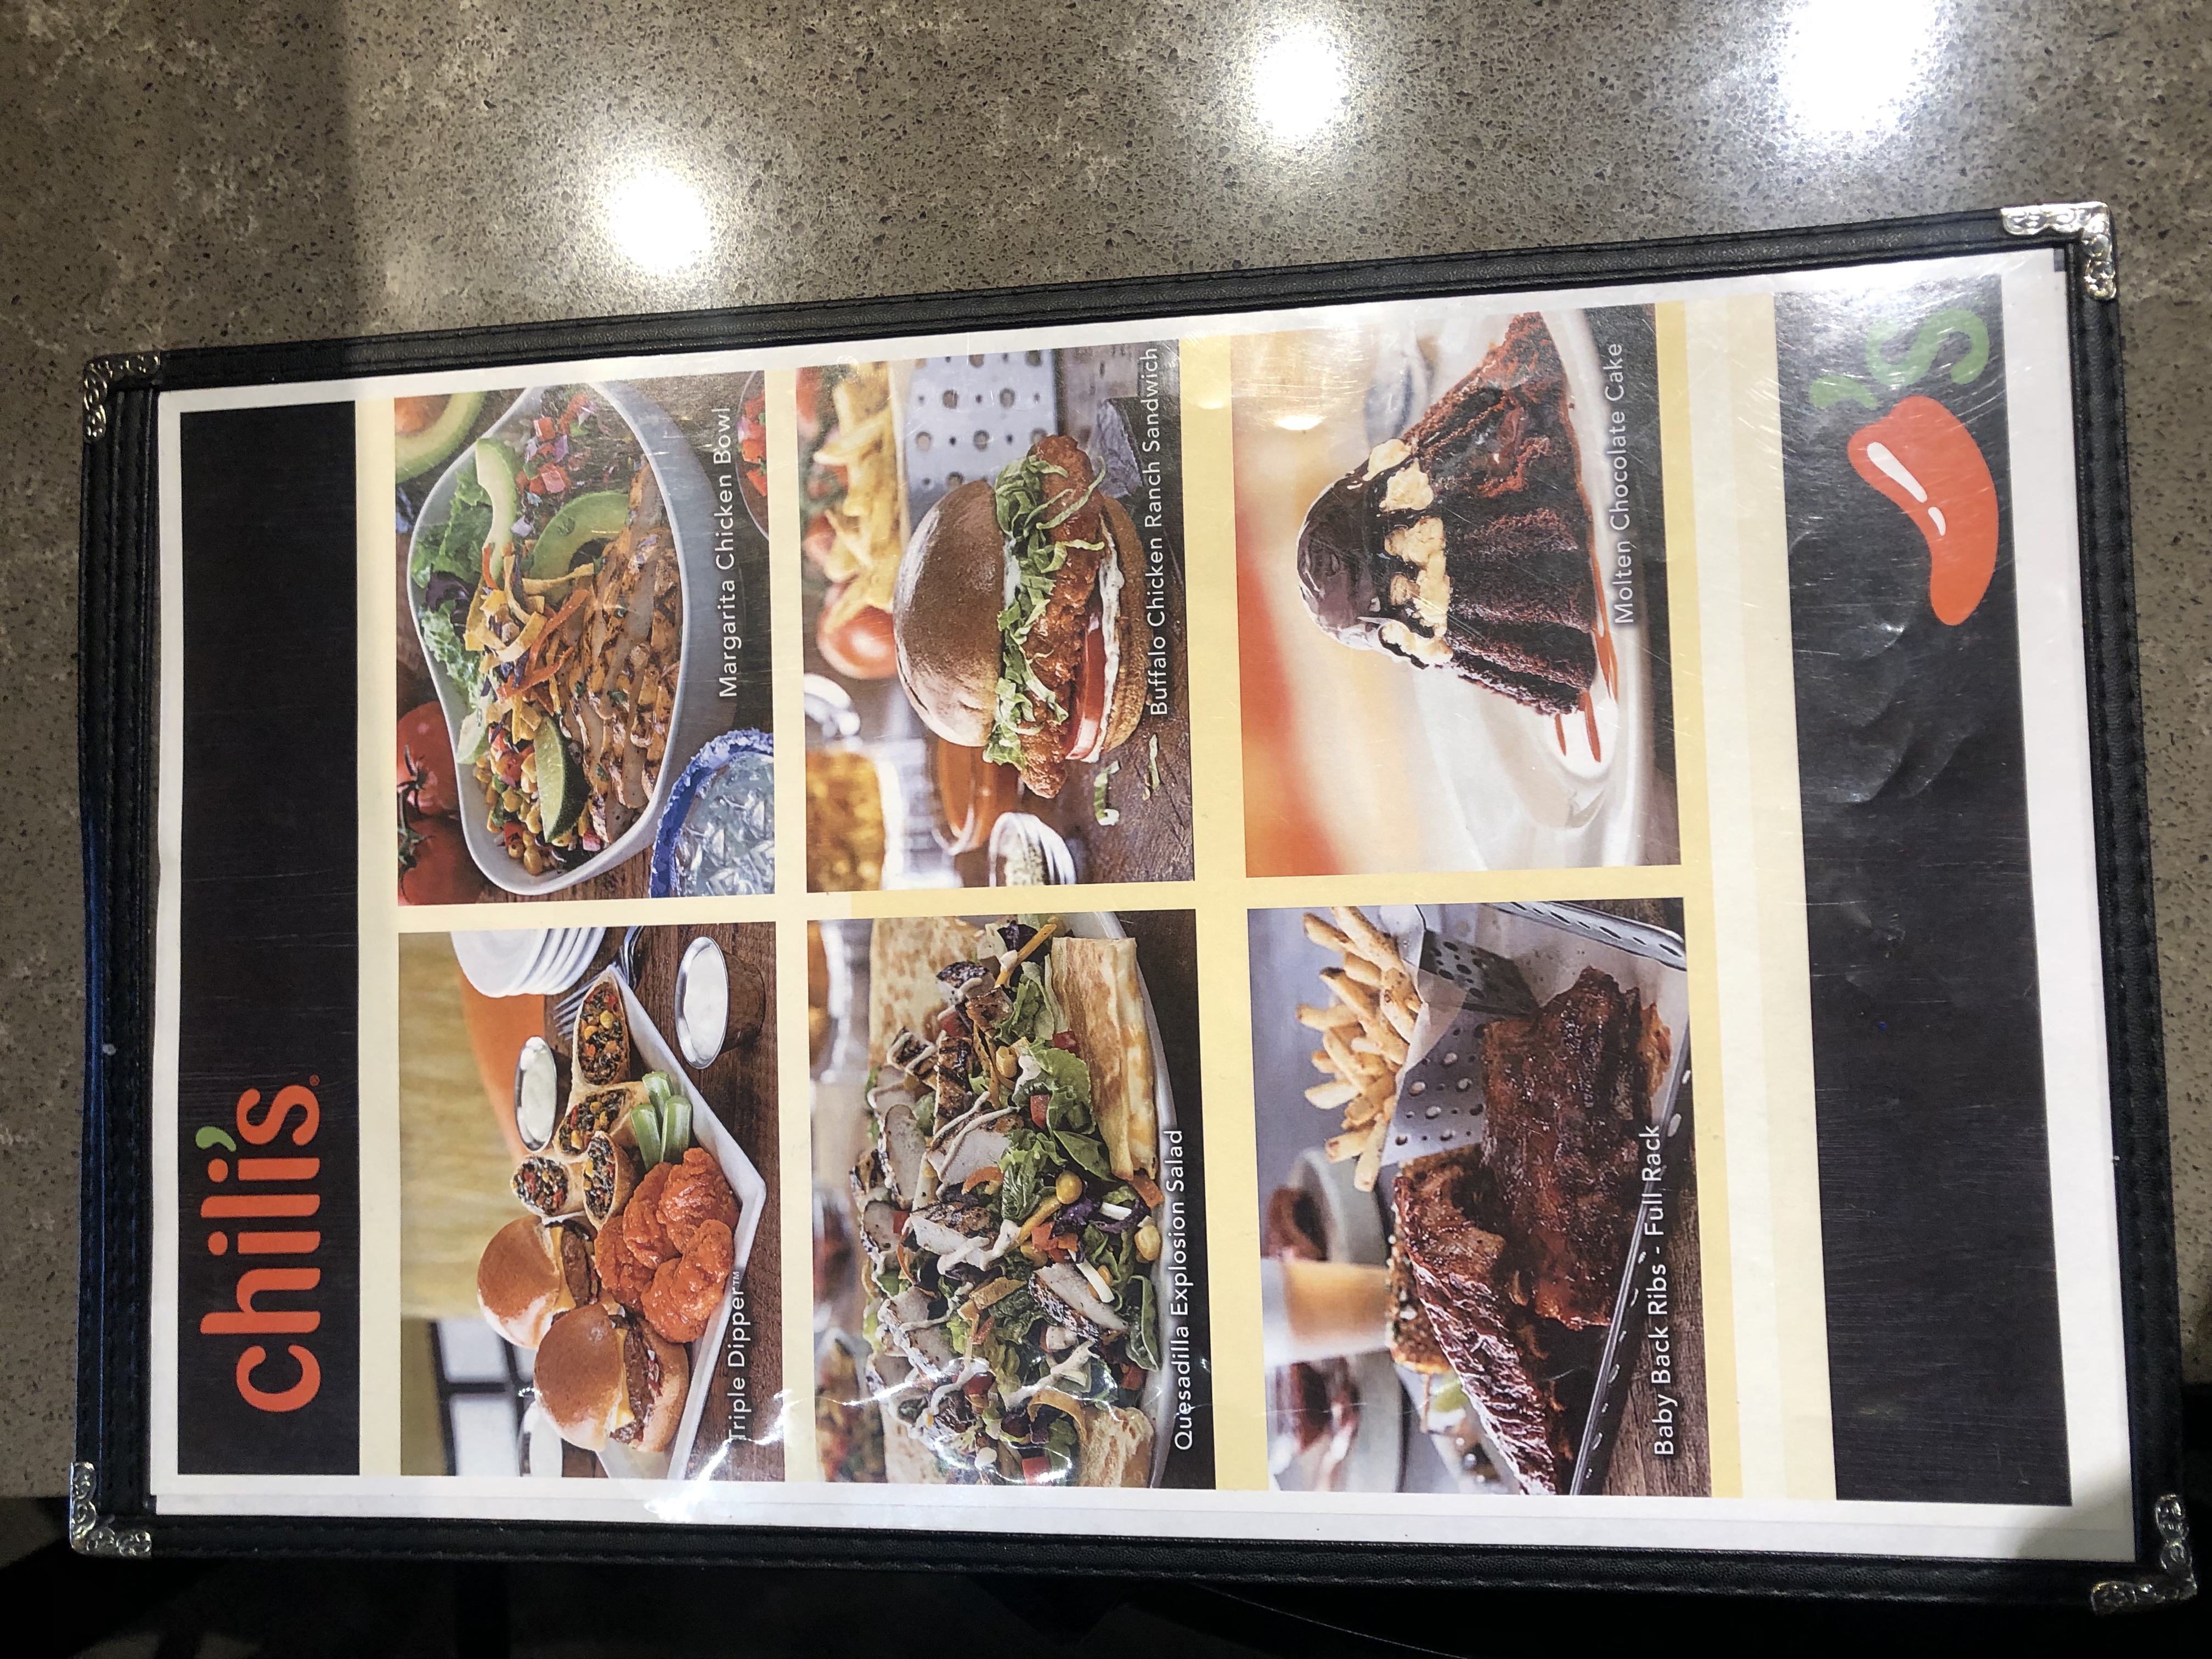 chili's®
Triple Dipper™
Margarita Chicken Bowl
Quesadilla Explosion Salad
Buffalo Chicken Ranch Sandwich
Baby Back Ribs - Full Rack
Molten Chocolate Cake
's